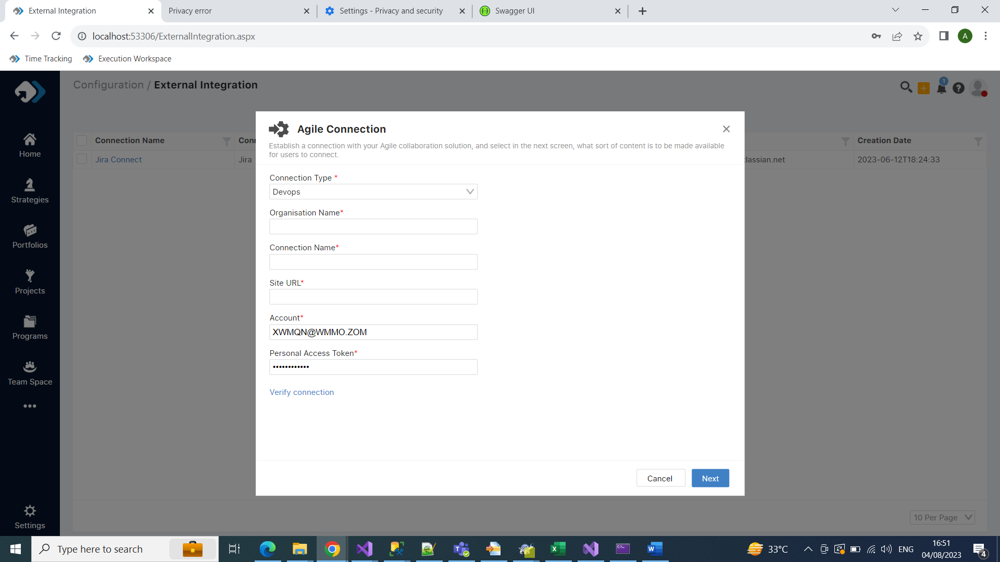 External Integration
Privacy error
Settings - Privacy and security
Swagger UI
localhost:53306/ExternalIntegration.aspx
A
Time Tracking
Execution Workspace
Configuration / External Integration
1
Home
Strategies
Portfolios
Projects
Programs
Team Space
Settings
Connection Name
Conn
Creation Date
Jira Connect
Jira
tlassian.net
2023-06-12T18:24:33
Agile Connection
Establish a connection with your Agile collaboration solution, and select in the next screen, what sort of content is to be made available
for users to connect.
Connection Type *
Devops
Organisation Name*
Connection Name*
Site URL*
Account*
XWMQN@WMMO.ZOM
Personal Access Token*
••••••••••••
Verify connection
Cancel
Next
10 Per Page
Type here to search
33°C
ENG
16:51
04/08/2023
4